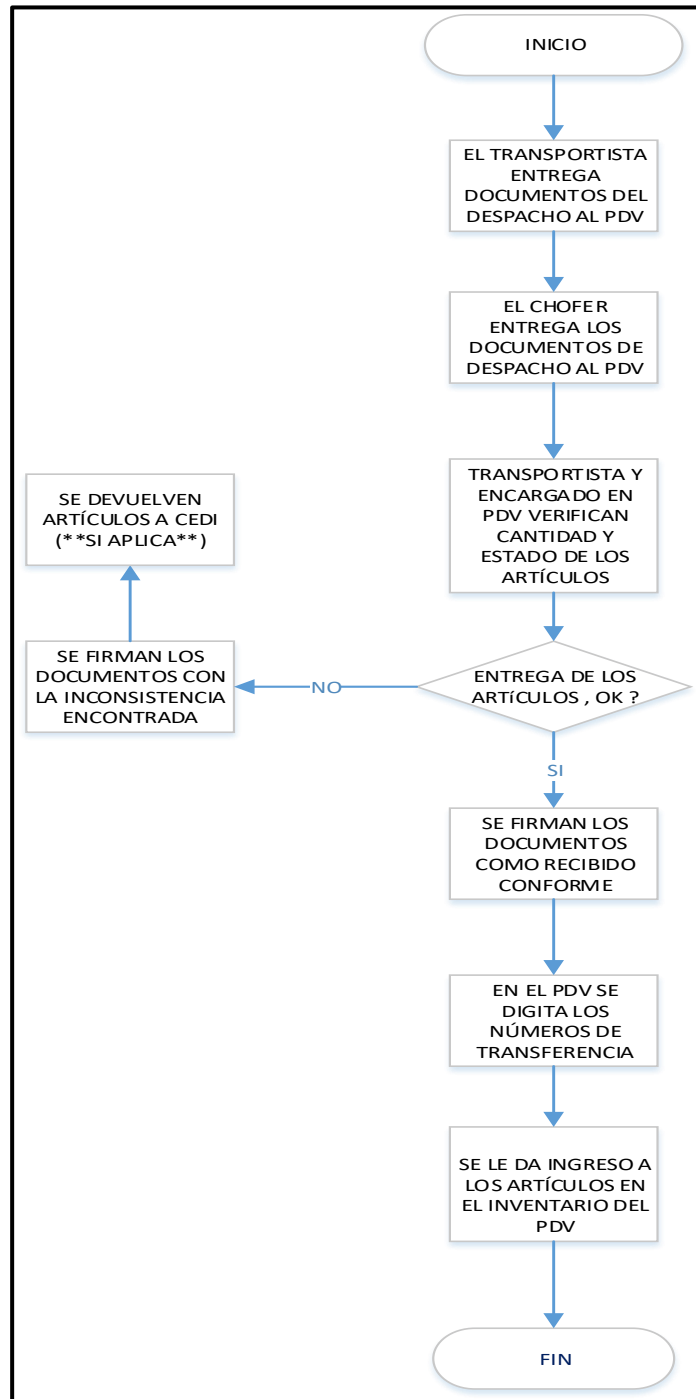 INICIO
EL TRANSPORTISTA
ENTREGA
DOCUMENTOS DEL
DESPACHO AL PDV
EL CHOFER
ENTREGA LOS
DOCUMENTOS DE
DESPACHO AL PDV
TRANSPORTISTA Y
ENCARGADO EN
PDV VERIFICAN
CANTIDAD Y
ESTADO DE LOS
ARTÍCULOS
ENTREGA DE LOS
ARTÍCULOS , OK ?
NO
SE FIRMAN LOS
DOCUMENTOS CON
LA INCONSISTENCIA
ENCONTRADA
SE DEVUELVEN
ARTÍCULOS A CEDI
(**SI APLICA**)
SI
SE FIRMAN LOS
DOCUMENTOS
COMO RECIBIDO
CONFORME
EN EL PDV SE
DIGITA LOS
NÚMEROS DE
TRANSFERENCIA
SE LE DA INGRESO A
LOS ARTÍCULOS EN
EL INVENTARIO DEL
PDV
FIN